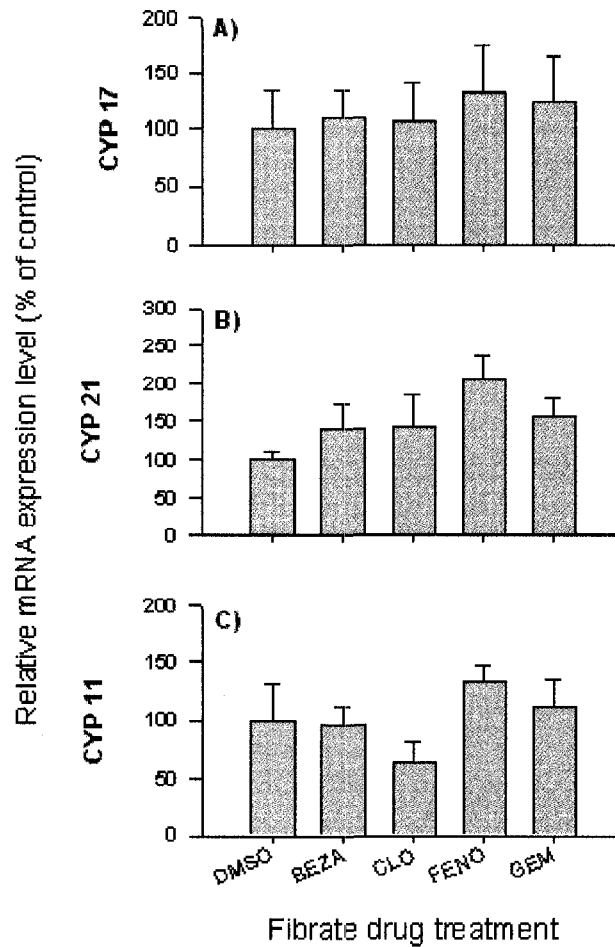 Relative mRNA expression level (% of control)
CYP 17
A)
200
150
100
50
0
CYP 21
B)
300
250
200
150
100
50
0
CYP 11
C)
200
150
100
50
0
DMSO
BEZA
CLO
FENO
GEM
Fibrate drug treatment